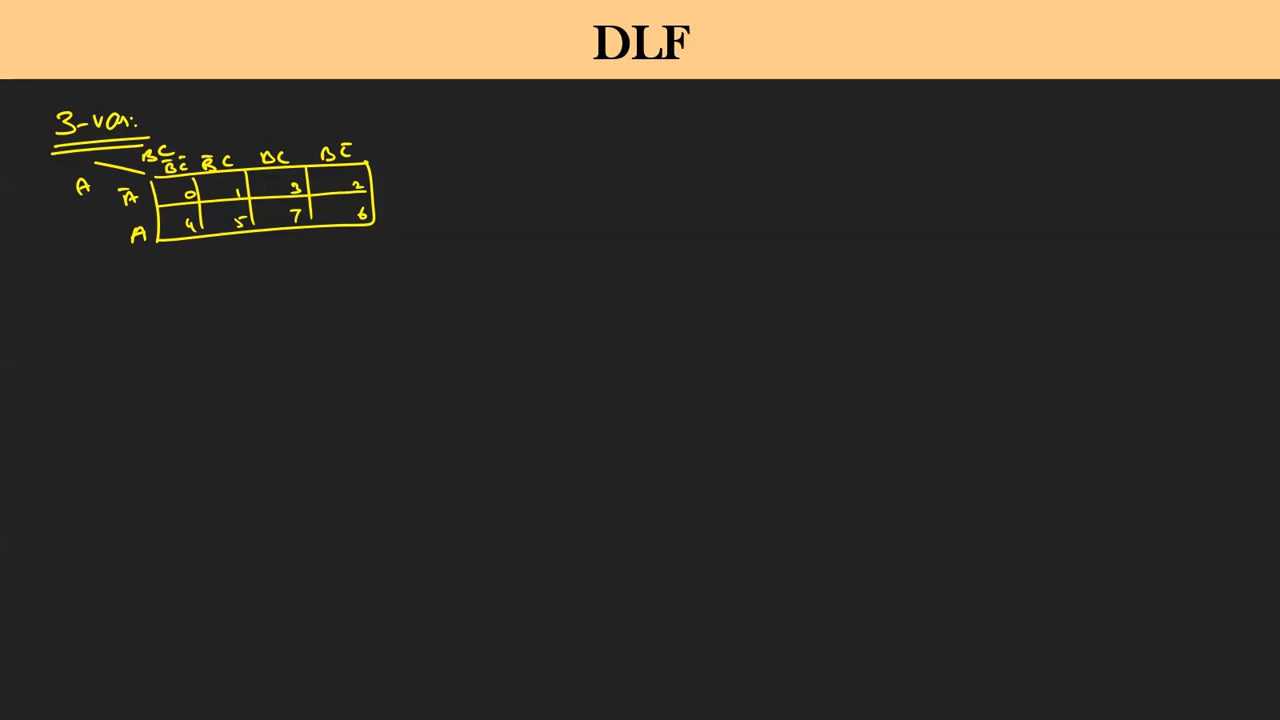 DLF
3-var.
BC
B̅C̅ B̅C BC BC̅
A
A̅ 0 1 3 2
A 4 5 7 6